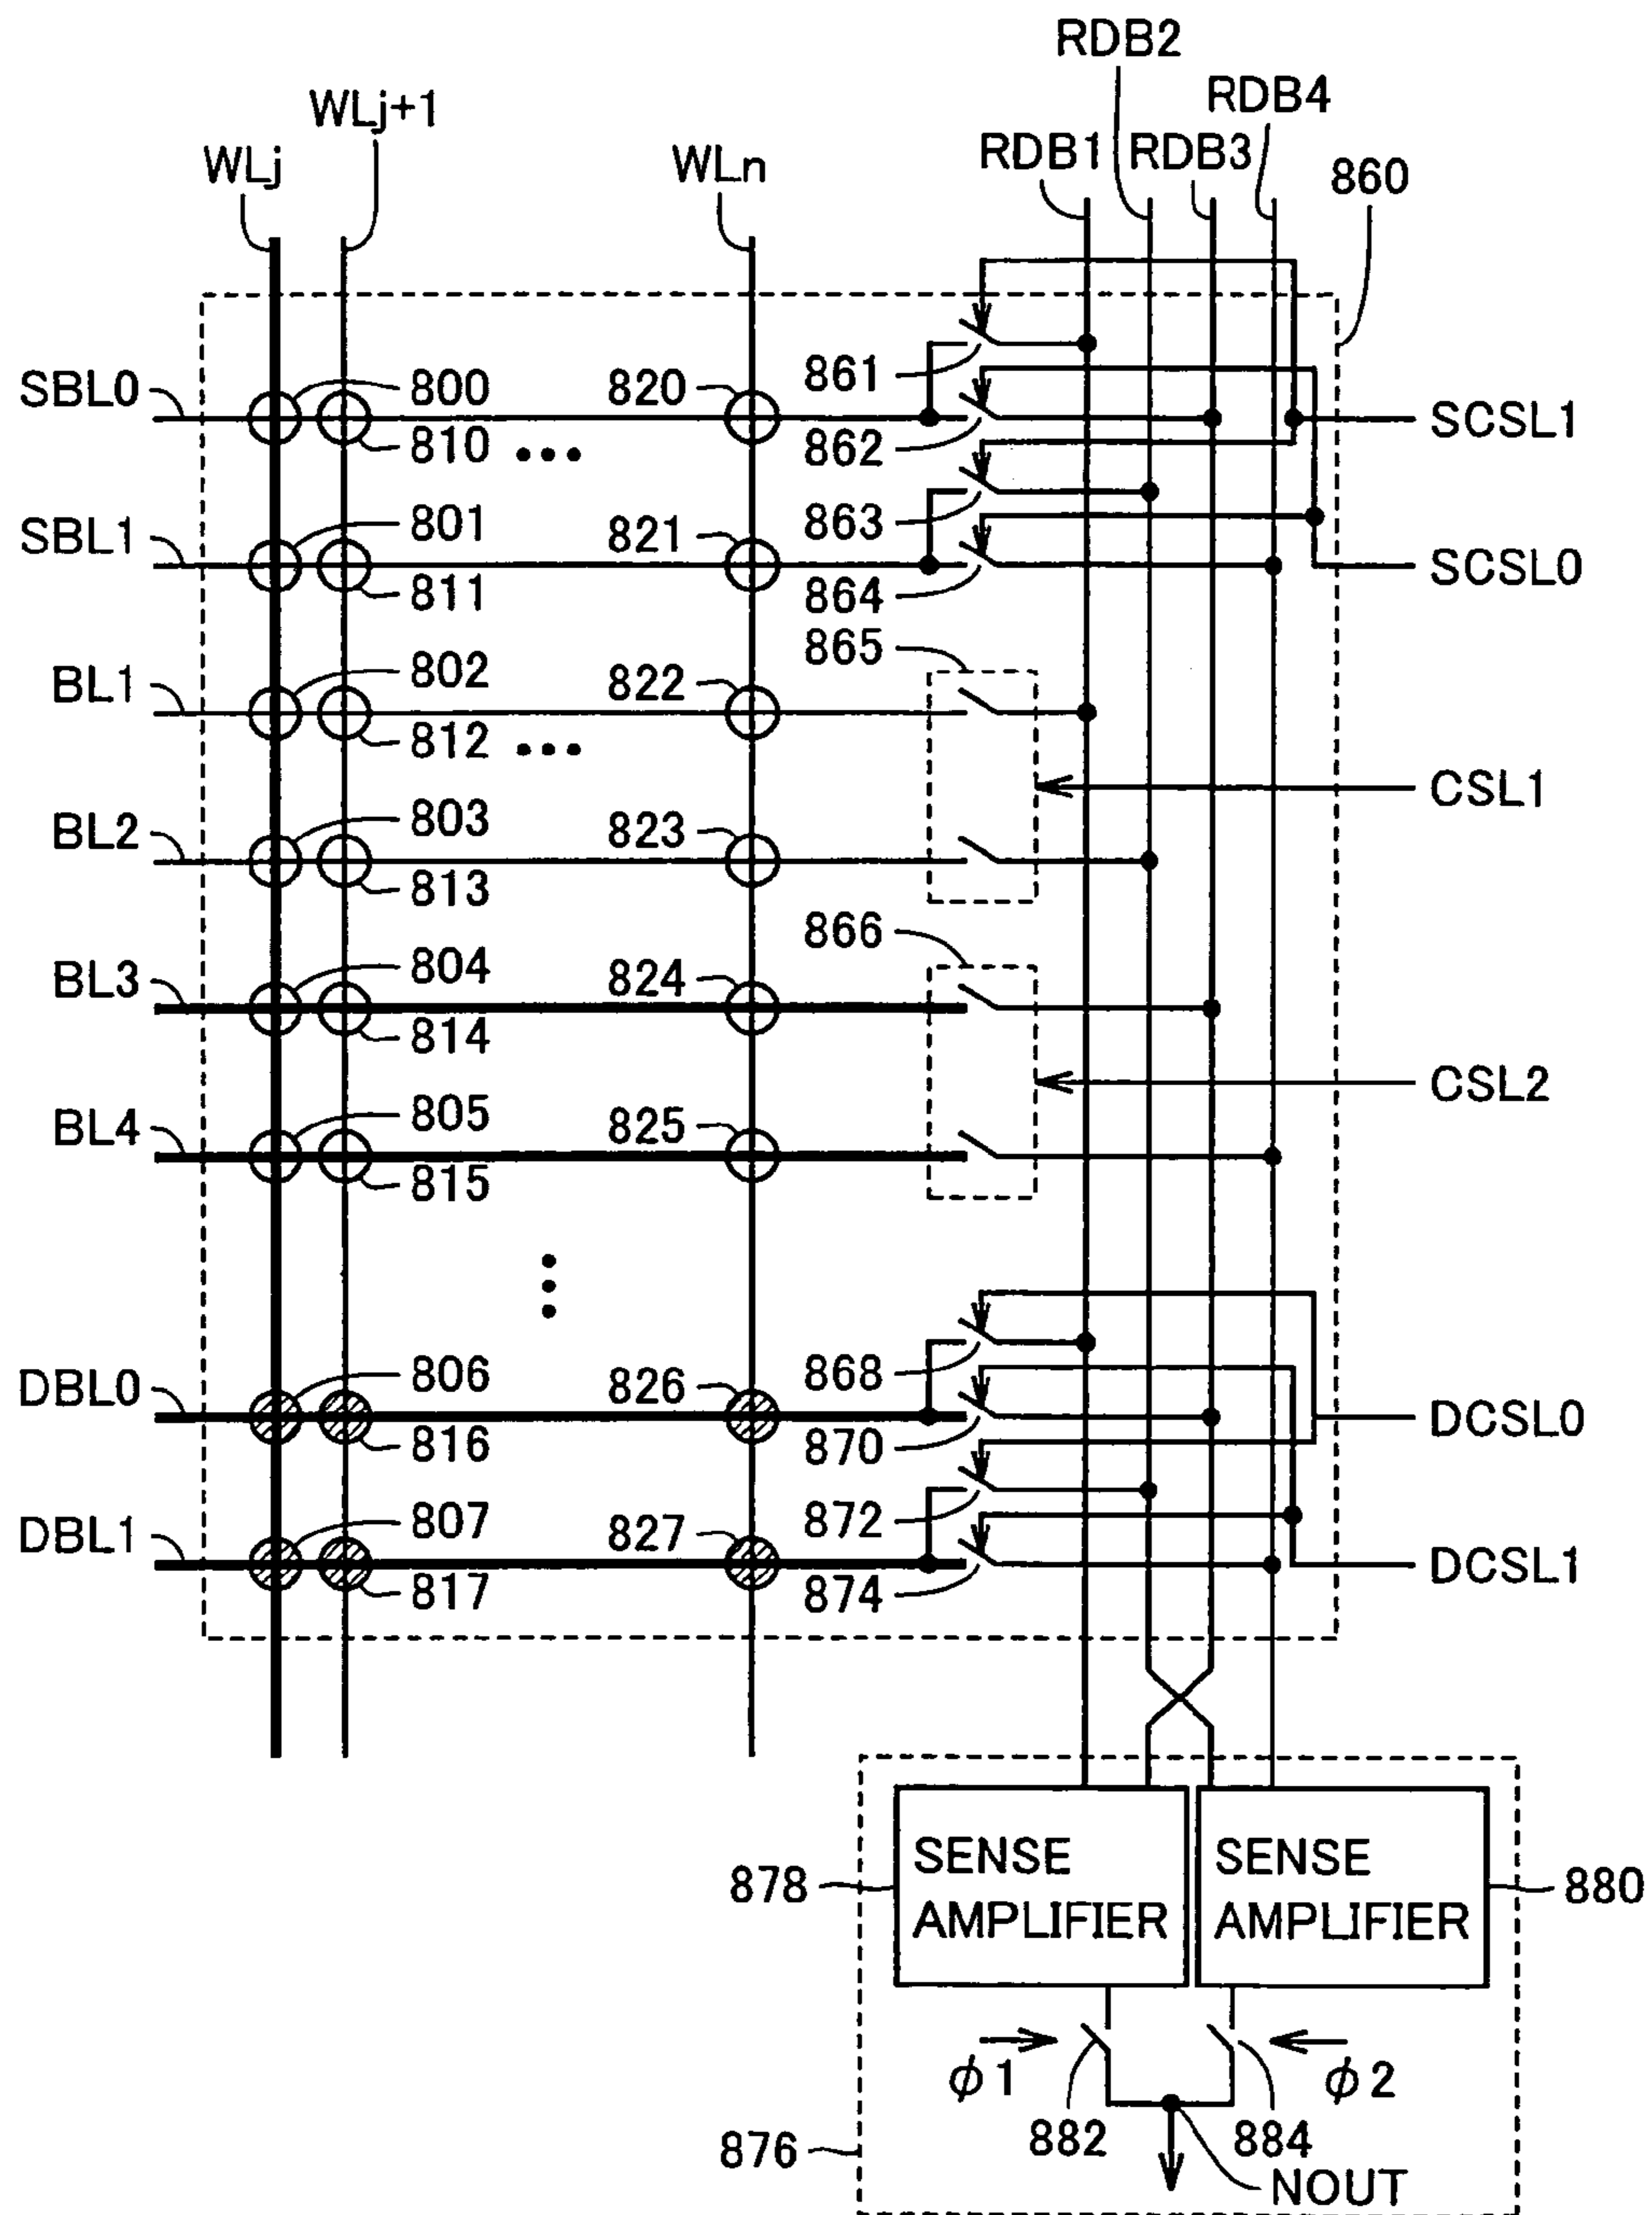 RDB2
WLj+1
RDB4
WLj
WLn
RDB1
RDB3
860
SBL0
800
820
861
SCSL1
810
...
862
SBL1
801
821
863
SCSL0
811
864
865
BL1
802
822
812
...
CSL1
BL2
803
823
813
866
BL3
804
824
814
CSL2
BL4
805
825
815
868
DBL0
806
826
DCSL0
816
870
DBL1
807
827
872
DCSL1
817
874
SENSE
AMPLIFIER
SENSE
AMPLIFIER
878
880
φ1
φ2
882
884
876
NOUT